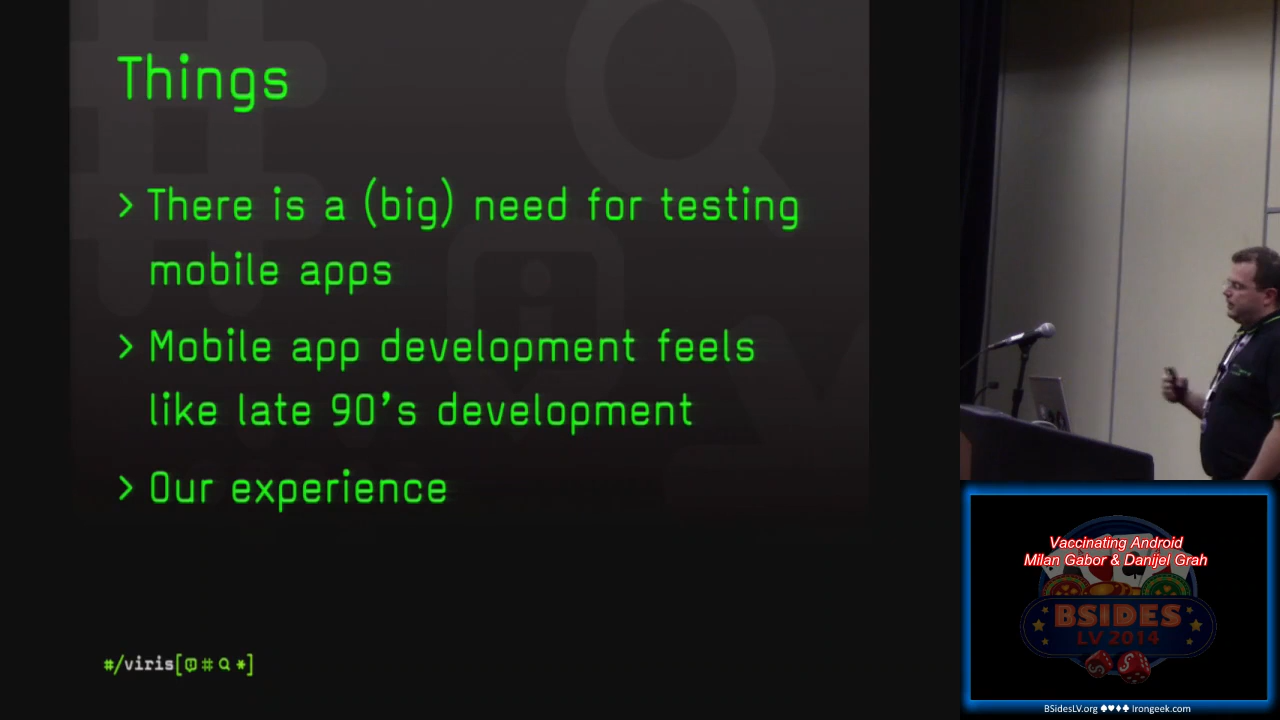 Things
> There is a (big) need for testing
mobile apps
> Mobile app development feels
like late 90's development
> Our experience
#/viris[# *]
Vaccinating Android
Milan Gabor & Danijel Grah
BSIDES
LV 2014
BSidesLV.org ♠♥♦♣ Irongeek.com